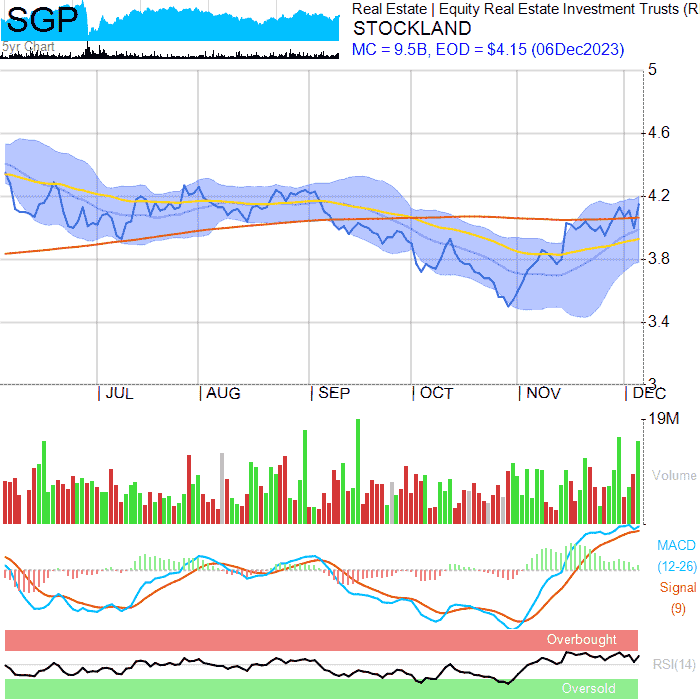 SGP
5yr Chart
Real Estate | Equity Real Estate Investment Trusts (R
STOCKLAND
MC = 9.5B, EOD = $4.15 (06Dec2023)
5
4.6
4.2
3.8
3.4
3
| JUL | AUG | SEP | OCT | NOV | DEC
19M
Volume
MACD
(12-26)
Signal
(9)
Overbought
RSI(14)
Oversold